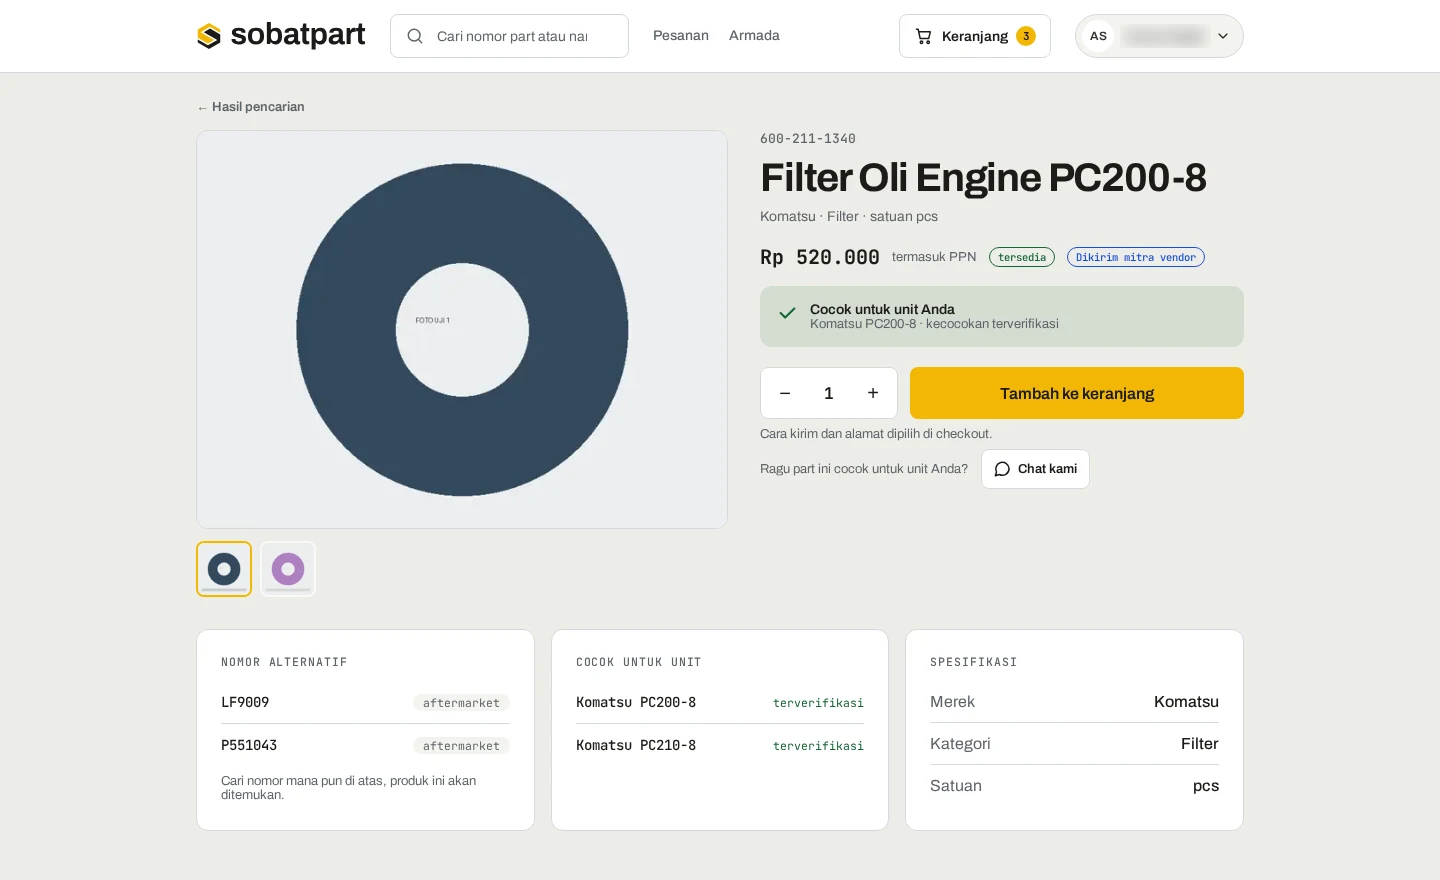 sobatpart
Cari nomor part atau nai
Pesanan
Armada
Keranjang 3
AS
← Hasil pencarian
FOTO UJI 1
600-211-1340
Filter Oli Engine PC200-8
Komatsu · Filter · satuan pcs
Rp 520.000 termasuk PPN tersedia Dikirim mitra vendor
Cocok untuk unit Anda
Komatsu PC200-8 · kecocokan terverifikasi
− 1 + Tambah ke keranjang
Cara kirim dan alamat dipilih di checkout.
Ragu part ini cocok untuk unit Anda? Chat kami
NOMOR ALTERNATIF
LF9009 aftermarket
P551043 aftermarket
Cari nomor mana pun di atas, produk ini akan
ditemukan.
COCOK UNTUK UNIT
Komatsu PC200-8 terverifikasi
Komatsu PC210-8 terverifikasi
SPESIFIKASI
Merek Komatsu
Kategori Filter
Satuan pcs